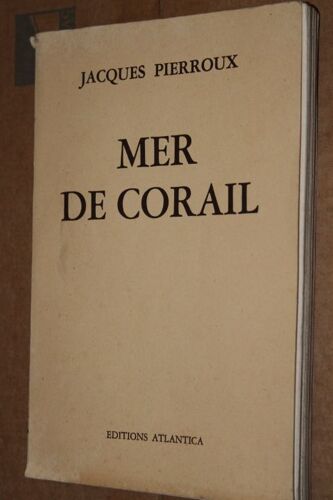 JACQUES PIERROUX
MER
DE CORAIL
EDITIONS ATLANTICA